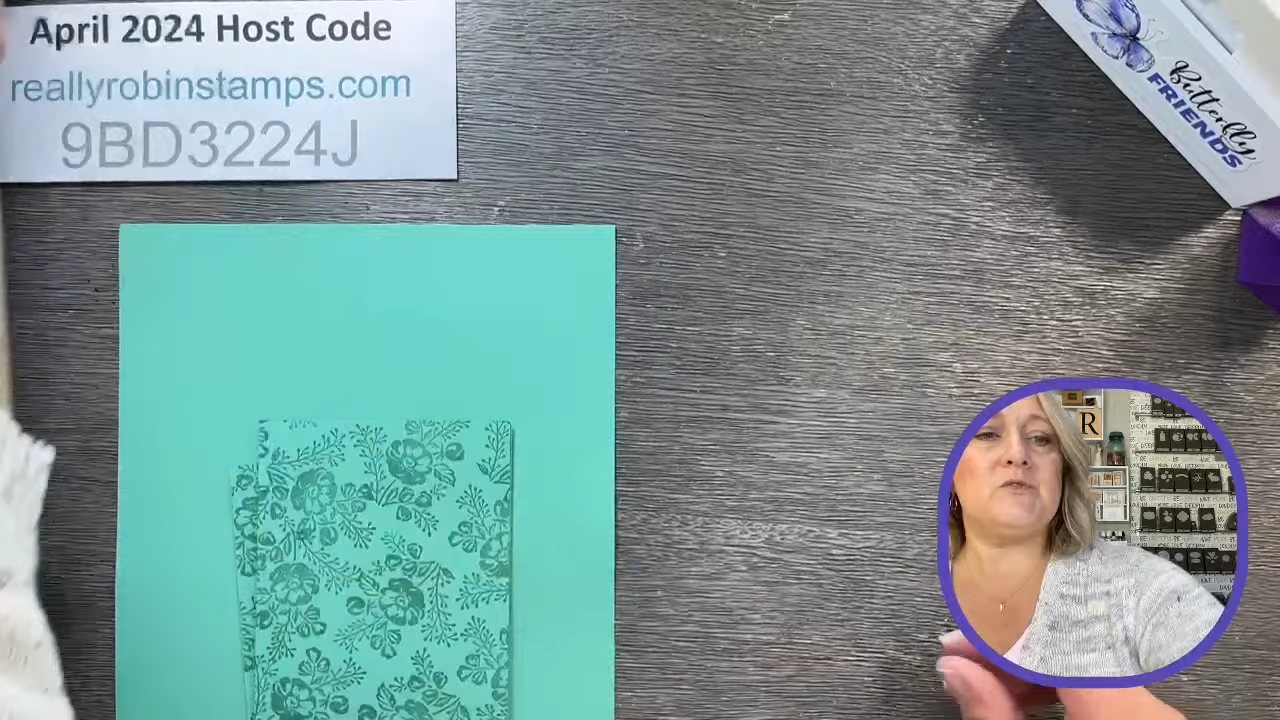 April 2024 Host Code
reallyrobinstamps.com
9BD3224J
Butterfly
FRIENDS
R